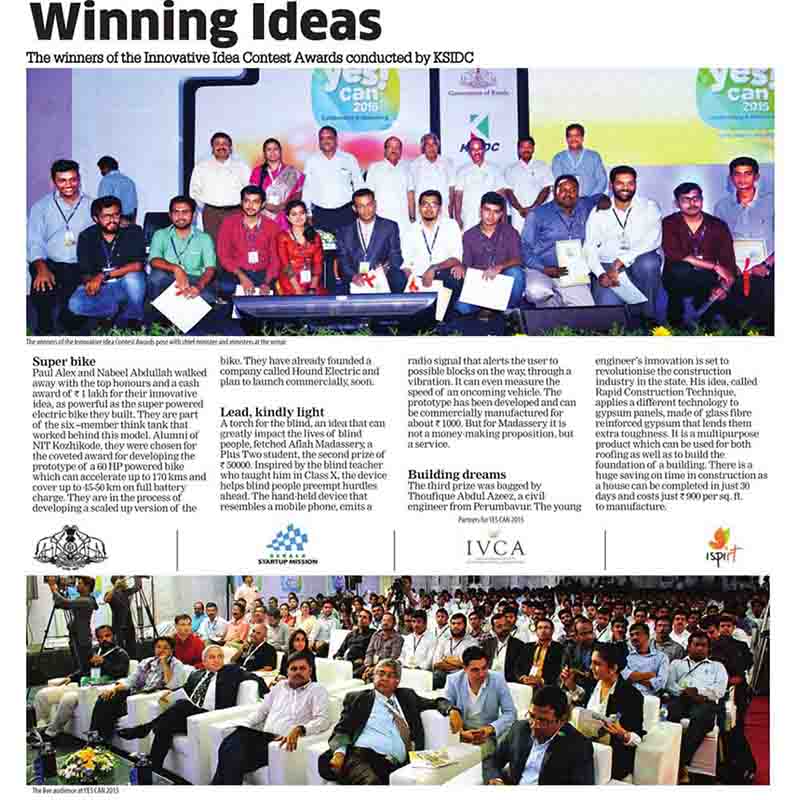 Winning Ideas
The winners of the Innovative Idea Contest Awards conducted by KSIDC
yes!
can
2015
Government of Kerala
yes!
can
2015
The winners of the Innovative Idea Contest Awards pose with chief minister and ministers at the venue
Super bike
Paul Alex and Nabeel Abdullah walked
away with the top honours and a cash
award of ₹ 1 lakh for their innovative
idea, as powerful as the super powered
electric bike they built. They are part
of the six –member think tank that
worked behind this model. Alumni of
NIT Kozhikode, they were chosen for
the coveted award for developing the
prototype of a 60 HP powered bike
which can accelerate up to 170 kms and
cover up to 45-50 km on full battery
charge. They are in the process of
developing a scaled up version of the
bike. They have already founded a
company called Hound Electric and
plan to launch commercially, soon.
Lead, kindly light
A torch for the blind, an idea that can
greatly impact the lives of blind
people, fetched Aflah Madassery, a
Plus Two student, the second prize of
₹ 50000. Inspired by the blind teacher
who taught him in Class X, the device
helps blind people preempt hurdles
ahead. The hand-held device that
resembles a mobile phone, emits a
radio signal that alerts the user to
possible blocks on the way, through a
vibration. It can even measure the
speed of an oncoming vehicle. The
prototype has been developed and can
be commercially manufactured for
about ₹ 1000. But for Madassery it is
not a money-making proposition, but
a service.
Building dreams
The third prize was bagged by
Thoufique Abdul Azeez, a civil
engineer from Perumbavur. The young
engineer's innovation is set to
revolutionise the construction
industry in the state. His idea, called
Rapid Construction Technique,
applies a different technology to
gypsum panels, made of glass fibre
reinforced gypsum that lends them
extra toughness. It is a multipurpose
product which can be used for both
roofing as well as to build the
foundation of a building. There is a
huge saving on time in construction as
a house can be completed in just 30
days and costs just ₹ 900 per sq. ft.
to manufacture.
Partners for YES CAN 2015
KERALA
STARTUP MISSION
IVCA
ispirt
The live audience at YES CAN 2015